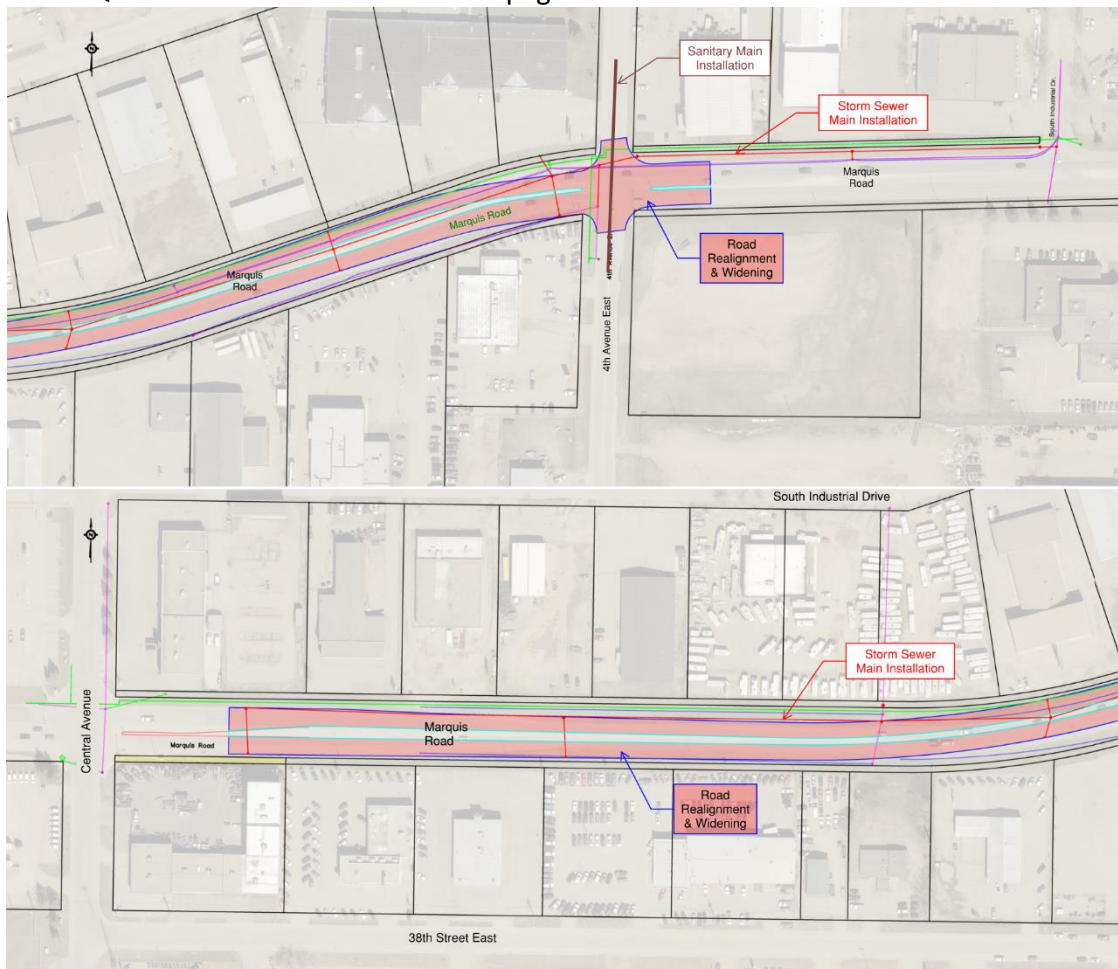 N
Sanitary Main
Installation
Storm Sewer
Main Installation
South Industrial Dr.
Marquis
Road
Marquis Road
Road
Realignment
& Widening
Marquis
Road
4th Avenue East
N
South Industrial Drive
Storm Sewer
Main Installation
Central Avenue
Marquis
Road
Marquis Road
Road
Realignment
& Widening
38th Street East